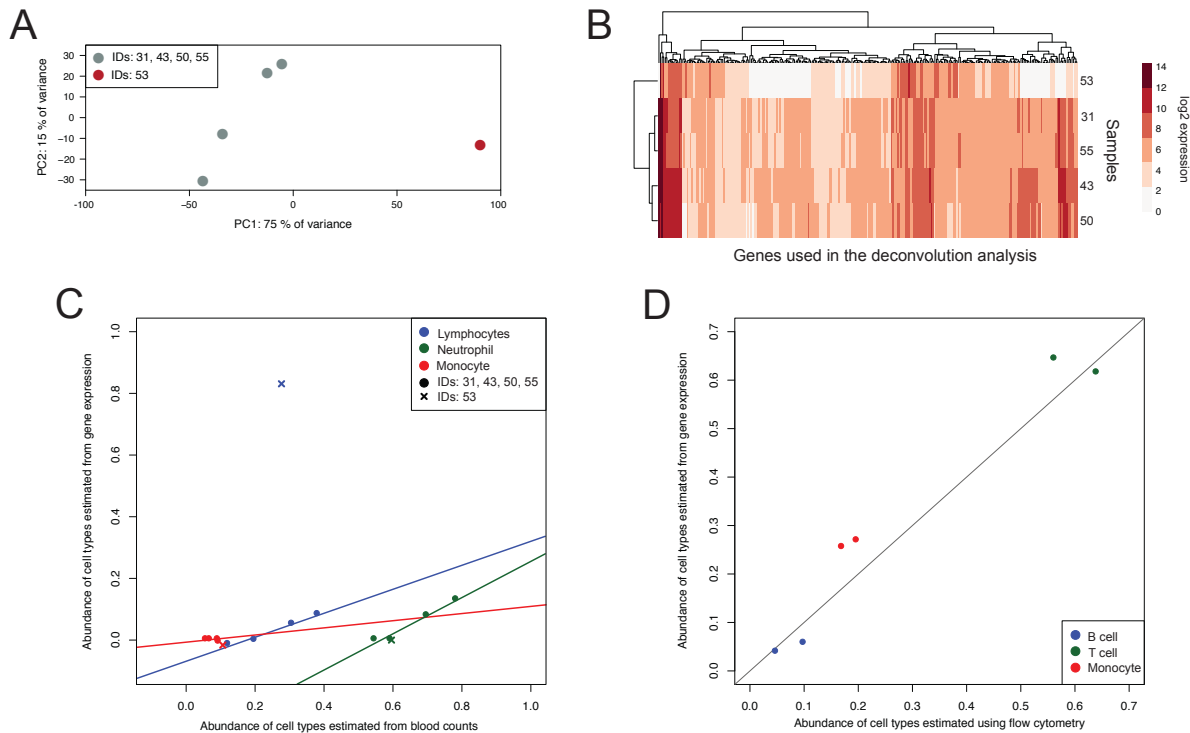 A
IDs: 31, 43, 50, 55
IDs: 53
30
20
10
0
−10
−20
−30
PC2: 15 % of variance
-100
-50
0
50
100
PC1: 75 % of variance
B
53
31
55
43
50
Samples
14
12
10
8
6
4
2
0
log2 expression
Genes used in the deconvolution analysis
C
Lymphocytes
Neutrophil
Monocyte
IDs: 31, 43, 50, 55
IDs: 53
1.0
0.8
0.6
0.4
0.2
0.0
Abundance of cell types estimated from gene expression
0.0
0.2
0.4
0.6
0.8
1.0
Abundance of cell types estimated from blood counts
D
0.7
0.6
0.5
0.4
0.3
0.2
0.1
0.0
Abundance of cell types estimated from gene expression
B cell
T cell
Monocyte
0.0
0.1
0.2
0.3
0.4
0.5
0.6
0.7
Abundance of cell types estimated using flow cytometry